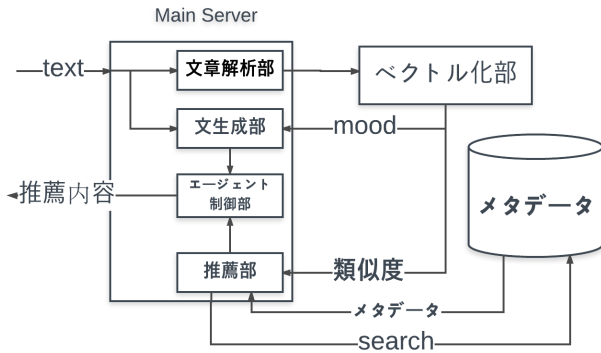 Main Server
text
文章解析部
ベクトル化部
文生成部
mood
エージェント
制御部
推薦内容
メタデータ
推薦部
類似度
メタデータ
search